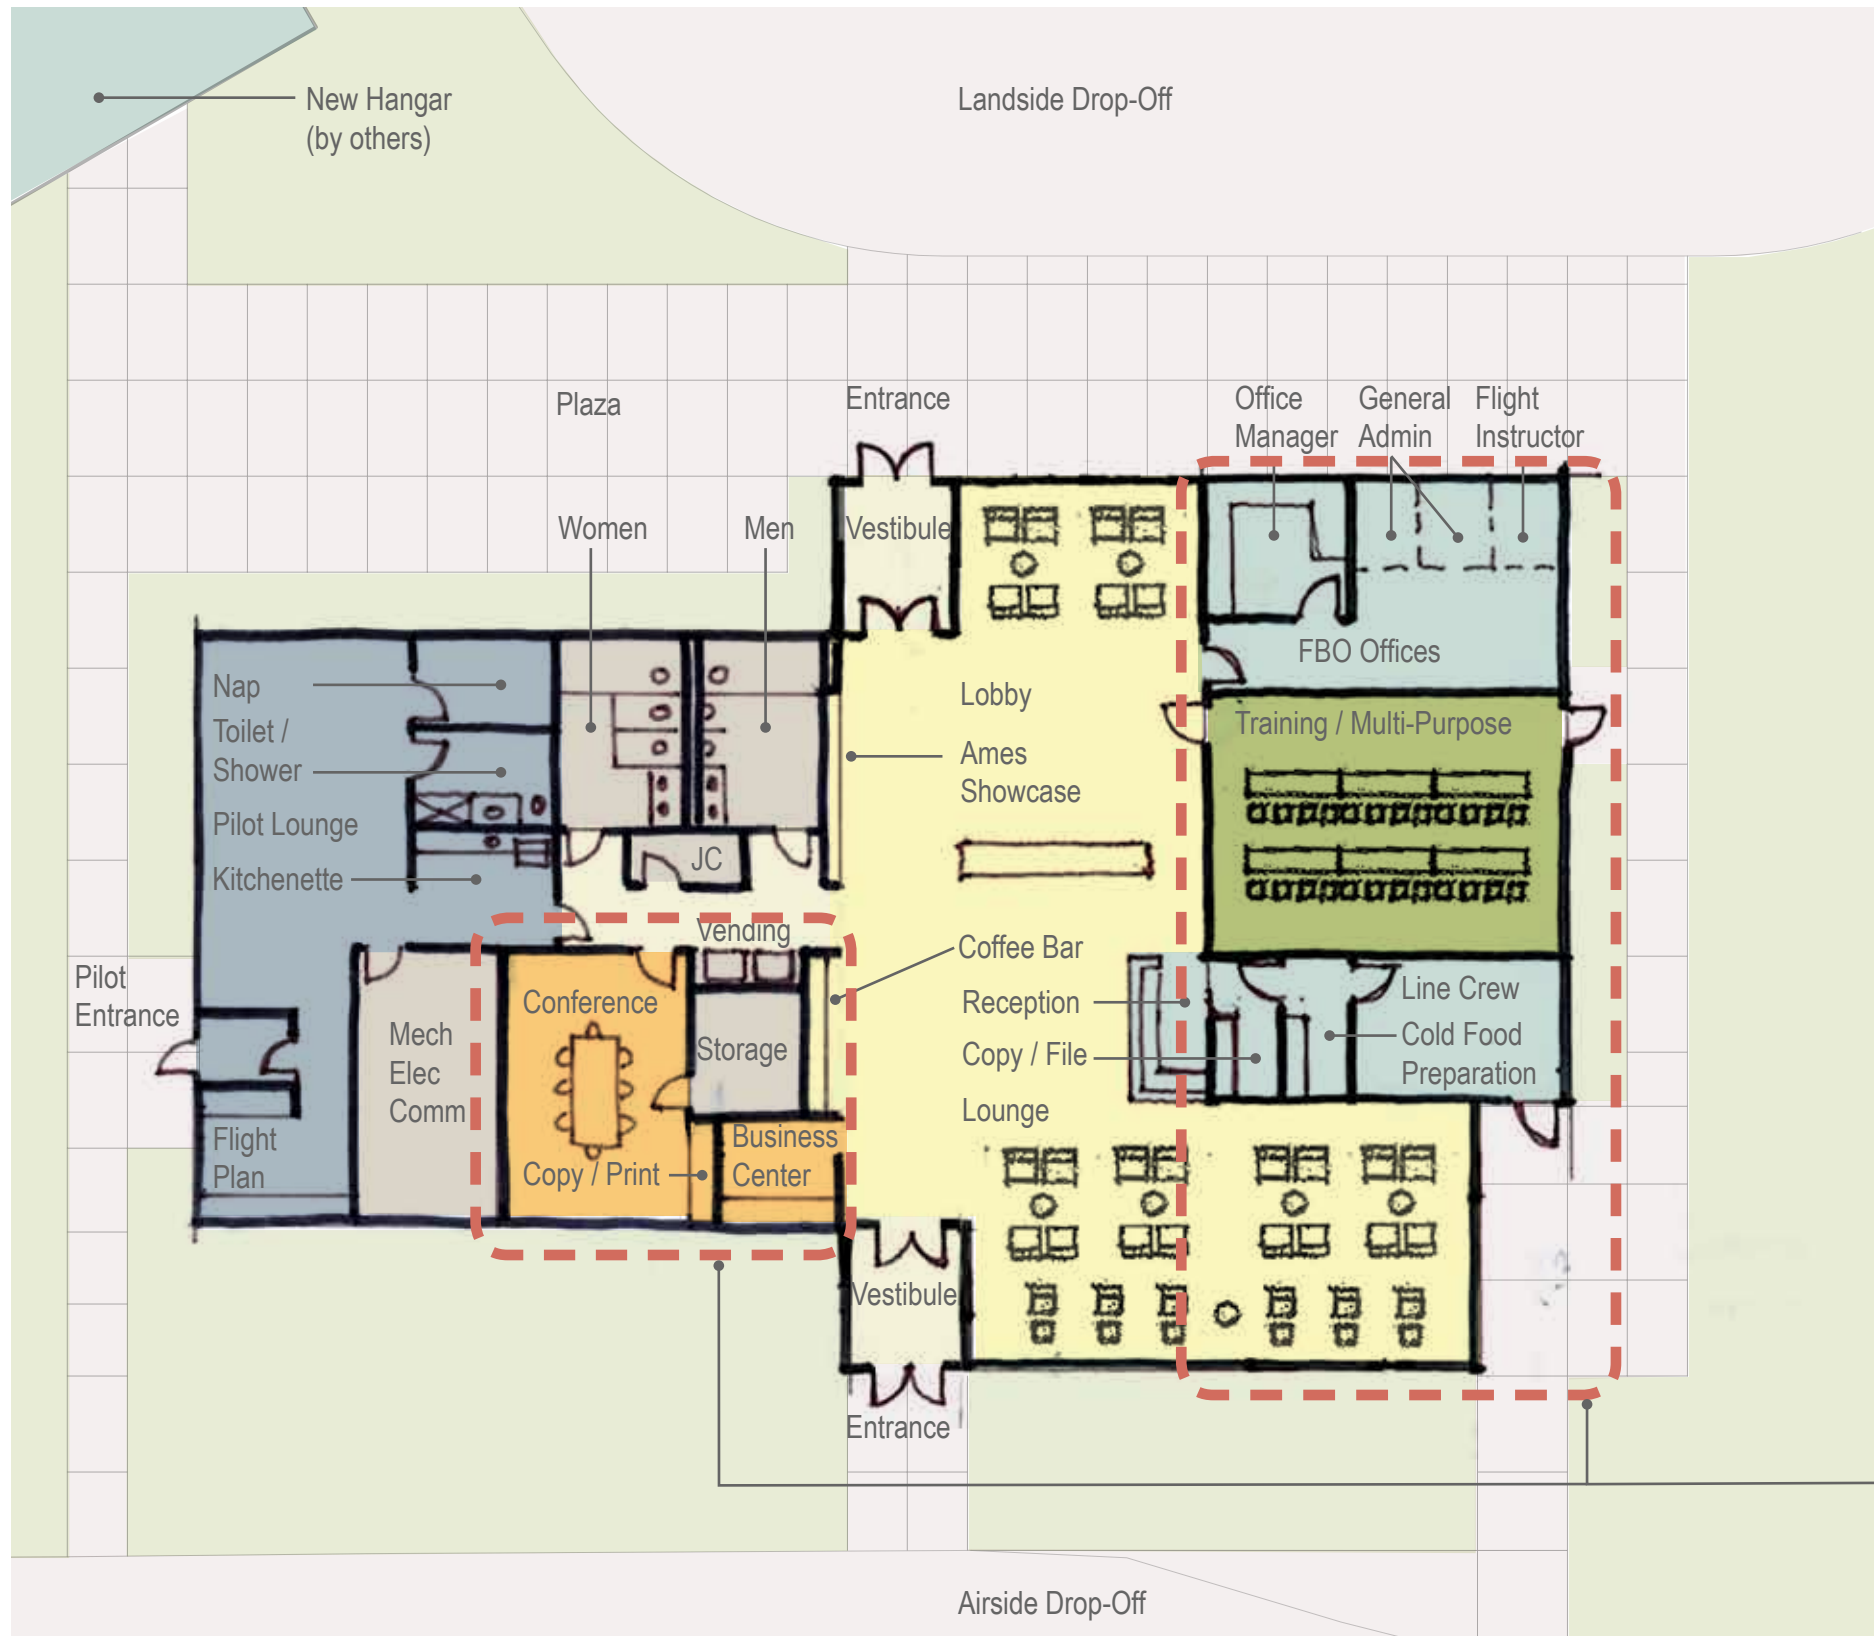 New Hangar
(by others)
Landside Drop-Off
Plaza
Entrance
Office
Manager
General
Admin
Flight
Instructor
Women
Men
Vestibule
FBO Offices
Nap
Toilet /
Shower
Pilot Lounge
Kitchenette
JC
Lobby
Ames
Showcase
Training / Multi-Purpose
Vending
Coffee Bar
Pilot
Entrance
Conference
Storage
Mech
Elec
Comm
Reception
Copy / File
Lounge
Line Crew
Cold Food
Preparation
Flight
Plan
Copy / Print
Business
Center
Vestibule
Entrance
Airside Drop-Off